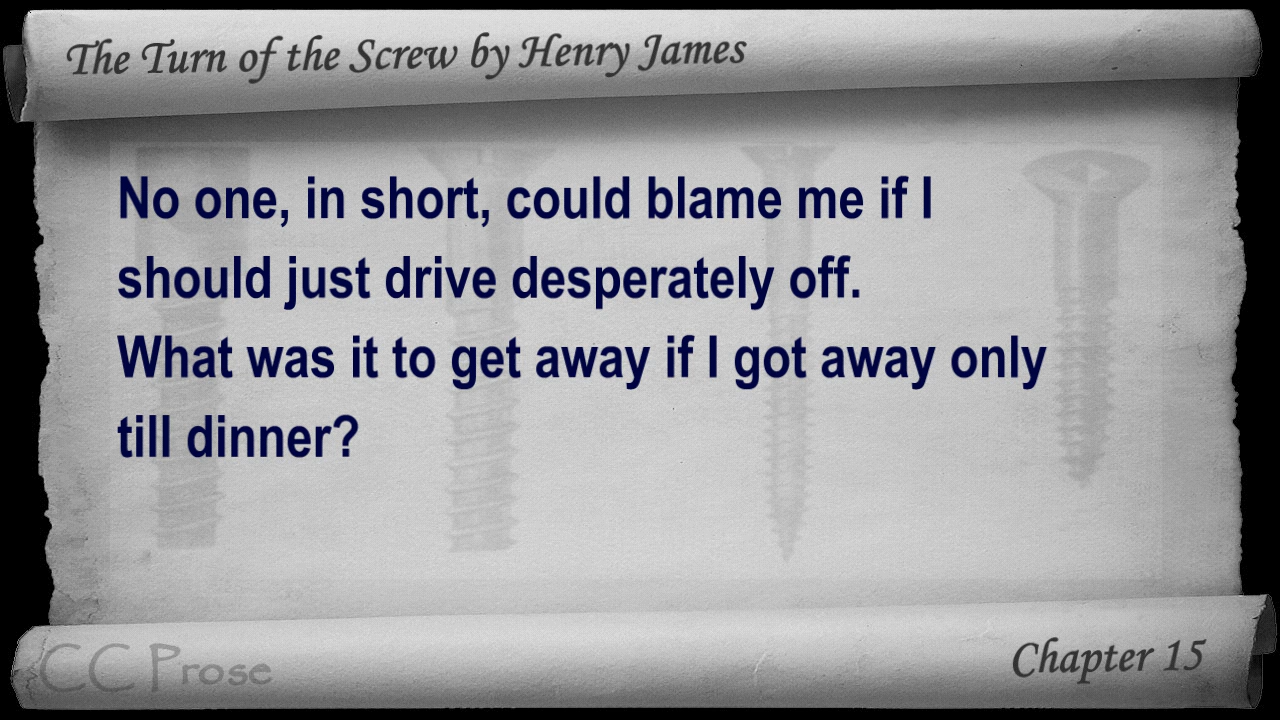 The Turn of the Screw by Henry James
No one, in short, could blame me if I
should just drive desperately off.
What was it to get away if I got away only
till dinner?
CC Prose
Chapter 15